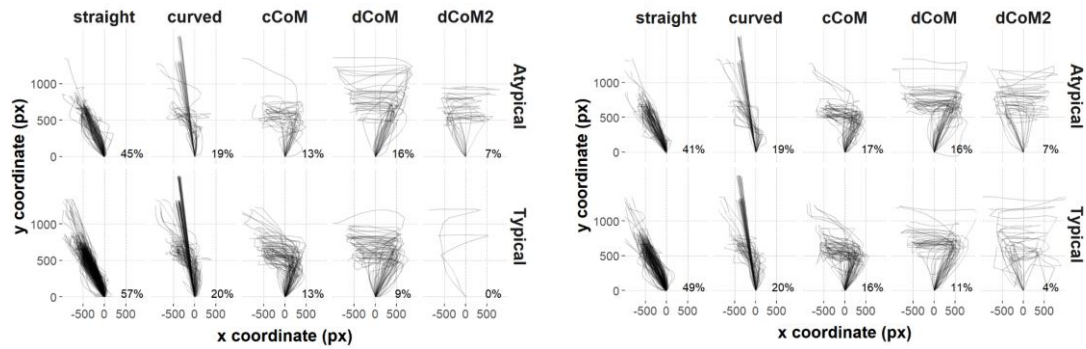 straight curved cCoM dCoM dCoM2
1000
500
0
45% 19% 13% 16% 7%
Atypical
1000
500
0
57% 20% 13% 9% 0%
Typical
y coordinate (px)
-500 0 500 -500 0 500 -500 0 500 -500 0 500 -500 0 500
x coordinate (px)
straight curved cCoM dCoM dCoM2
1000
500
0
41% 19% 17% 16% 7%
Atypical
1000
500
0
49% 20% 16% 11% 4%
Typical
y coordinate (px)
-500 0 500 -500 0 500 -500 0 500 -500 0 500 -500 0 500
x coordinate (px)